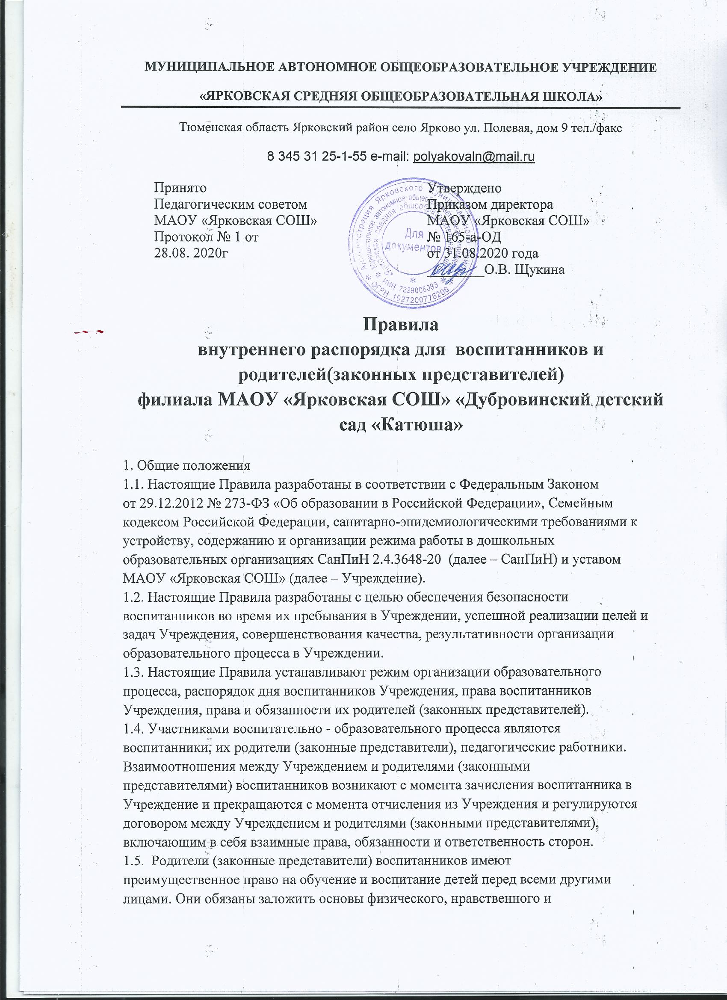 МУНИЦИПАЛЬНОЕ АВТОНОМНОЕ ОБЩЕОБРАЗОВАТЕЛЬНОЕ УЧРЕЖДЕНИЕ
«ЯРКОВСКАЯ СРЕДНЯЯ ОБЩЕОБРАЗОВАТЕЛЬНАЯ ШКОЛА»
Тюменская область Ярковский район село Ярково ул. Полевая, дом 9 тел./факс
8 345 31 25-1-55 e-mail: polyakovaln@mail.ru
Принято
Педагогическим советом
МАОУ «Ярковская СОШ»
Протокол № 1 от
28.08. 2020г
Утверждено
Приказом директора
МАОУ «Ярковская СОШ»
№ 165-а-ОД
от 31.08.2020 года
О.В. Щукина
Администрация Ярковского муниципального района
Муниципальное автономное общеобразовательное учреждение
«Ярковская средняя общеобразовательная школа»
Для
документов
ИНН 7229005033
ОГРН 1027200776206
Правила
внутреннего распорядка для воспитанников и
родителей(законных представителей)
филиала МАОУ «Ярковская СОШ» «Дубровинский детский
сад «Катюша»
1. Общие положения
1.1. Настоящие Правила разработаны в соответствии с Федеральным Законом
от 29.12.2012 № 273-ФЗ «Об образовании в Российской Федерации», Семейным
кодексом Российской Федерации, санитарно-эпидемиологическими требованиями к
устройству, содержанию и организации режима работы в дошкольных
образовательных организациях СанПиН 2.4.3648-20 (далее – СанПиН) и уставом
МАОУ «Ярковская СОШ» (далее – Учреждение).
1.2. Настоящие Правила разработаны с целью обеспечения безопасности
воспитанников во время их пребывания в Учреждении, успешной реализации целей и
задач Учреждения, совершенствования качества, результативности организации
образовательного процесса в Учреждении.
1.3. Настоящие Правила устанавливают режим организации образовательного
процесса, распорядок дня воспитанников Учреждения, права воспитанников
Учреждения, права и обязанности их родителей (законных представителей).
1.4. Участниками воспитательно - образовательного процесса являются
воспитанники, их родители (законные представители), педагогические работники.
Взаимоотношения между Учреждением и родителями (законными
представителями) воспитанников возникают с момента зачисления воспитанника в
Учреждение и прекращаются с момента отчисления из Учреждения и регулируются
договором между Учреждением и родителями (законными представителями),
включающим в себя взаимные права, обязанности и ответственность сторон.
1.5. Родители (законные представители) воспитанников имеют
преимущественное право на обучение и воспитание детей перед всеми другими
лицами. Они обязаны заложить основы физического, нравственного и